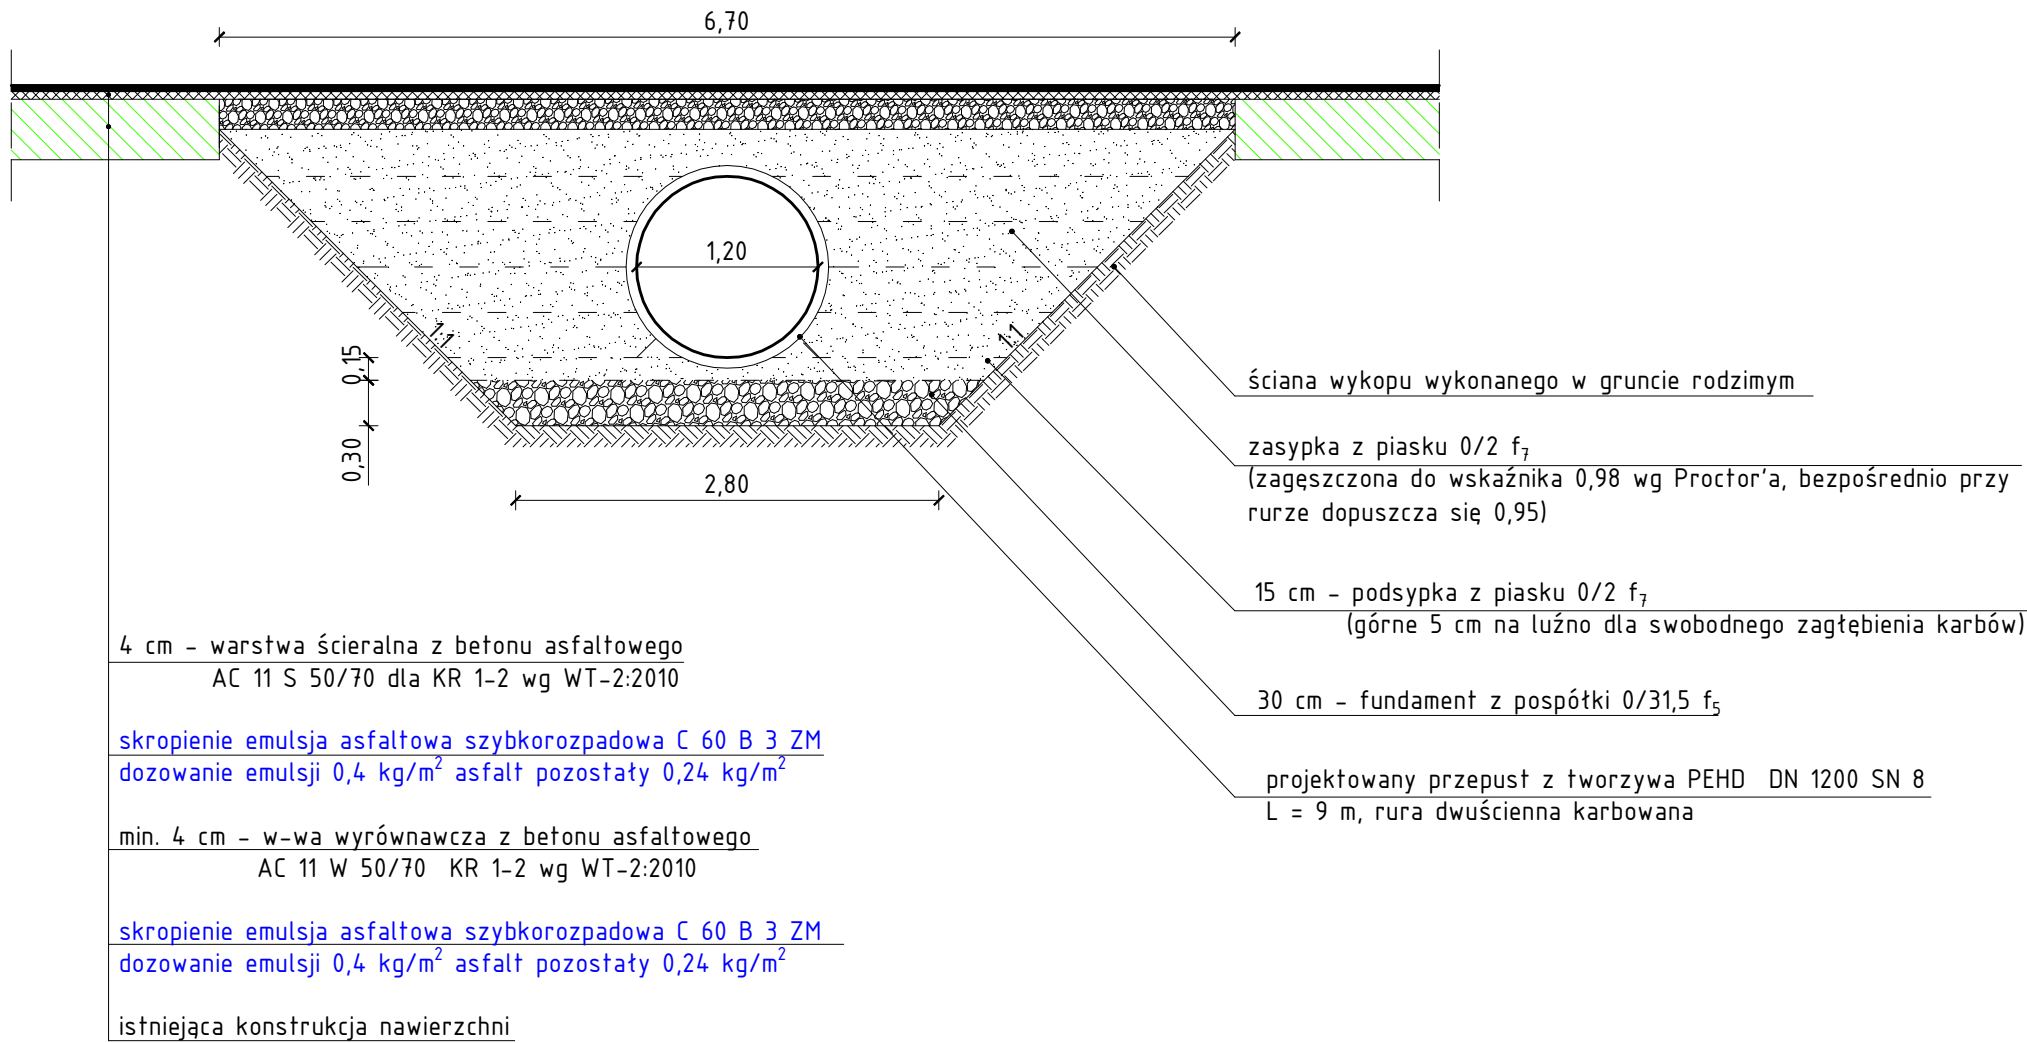 6,70
1,20
1:1
1:1
0,15
0,30
2,80
ściana wykopu wykonanego w gruncie rodzimym
zasypka z piasku 0/2 f₇
(zagęszczona do wskaźnika 0,98 wg Proctor'a, bezpośrednio przy
rurze dopuszcza się 0,95)
15 cm - podsypka z piasku 0/2 f₇
(górne 5 cm na luźno dla swobodnego zagłębienia karbów)
30 cm - fundament z pospółki 0/31,5 f₅
projektowany przepust z tworzywa PEHD DN 1200 SN 8
L = 9 m, rura dwuścienna karbowana
4 cm - warstwa ścieralna z betonu asfaltowego
AC 11 S 50/70 dla KR 1-2 wg WT-2:2010
skropienie emulsja asfaltowa szybkorozpadowa C 60 B 3 ZM
dozowanie emulsji 0,4 kg/m² asfalt pozostały 0,24 kg/m²
min. 4 cm - w-wa wyrównawcza z betonu asfaltowego
AC 11 W 50/70 KR 1-2 wg WT-2:2010
skropienie emulsja asfaltowa szybkorozpadowa C 60 B 3 ZM
dozowanie emulsji 0,4 kg/m² asfalt pozostały 0,24 kg/m²
istniejąca konstrukcja nawierzchni